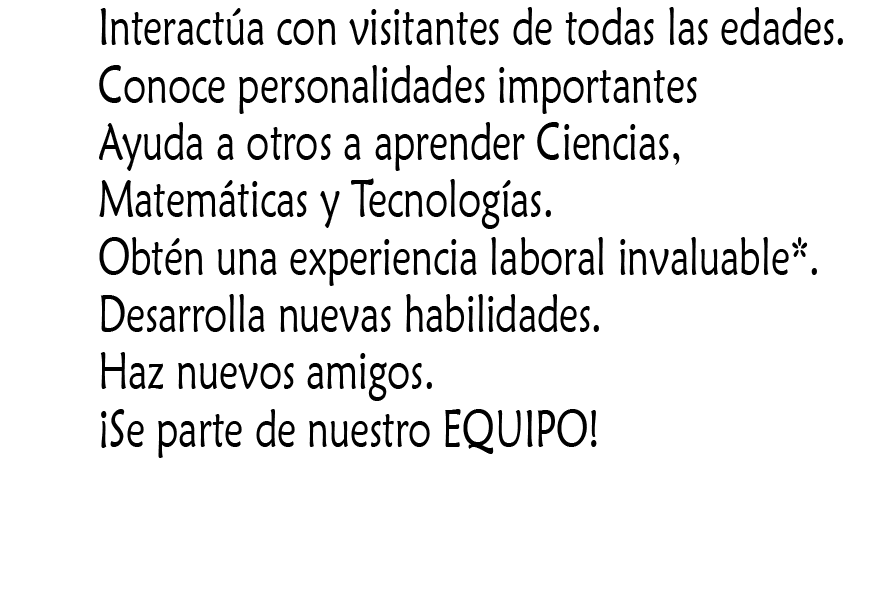 Interactúa con visitantes de todas las edades.
Conoce personalidades importantes
Ayuda a otros a aprender Ciencias,
Matemáticas y Tecnologías.
Obtén una experiencia laboral invaluable*.
Desarrolla nuevas habilidades.
Haz nuevos amigos.
¡Se parte de nuestro EQUIPO!